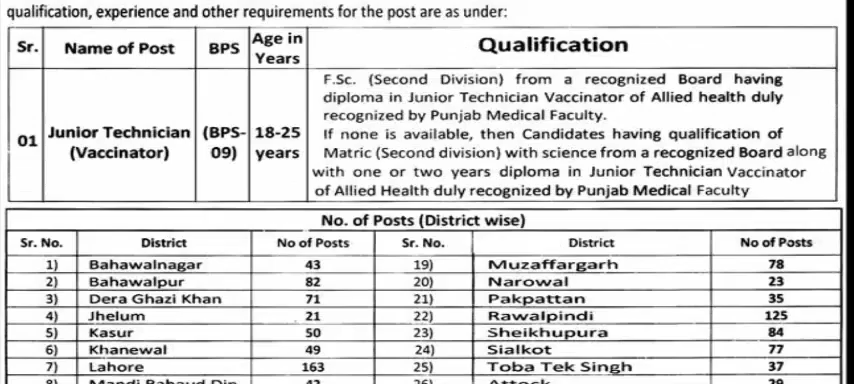 qualification, experience and other requirements for the post are as under:
Sr. Name of Post BPS Age in Years Qualification
01 Junior Technician (Vaccinator) (BPS-09) 18-25 years
F.Sc. (Second Division) from a recognized Board having
diploma in Junior Technician Vaccinator of Allied health duly
recognized by Punjab Medical Faculty.
If none is available, then Candidates having qualification of
Matric (Second division) with science from a recognized Board along
with one or two years diploma in Junior Technician Vaccinator
of Allied Health duly recognized by Punjab Medical Faculty
No. of Posts (District wise)
Sr. No. District No of Posts Sr. No. District No of Posts
1) Bahawalnagar 43 19) Muzaffargarh 78
2) Bahawalpur 82 20) Narowal 23
3) Dera Ghazi Khan 71 21) Pakpattan 35
4) Jhelum 21 22) Rawalpindi 125
5) Kasur 50 23) Sheikhupura 84
6) Khanewal 49 24) Sialkot 77
7) Lahore 163 25) Toba Tek Singh 37